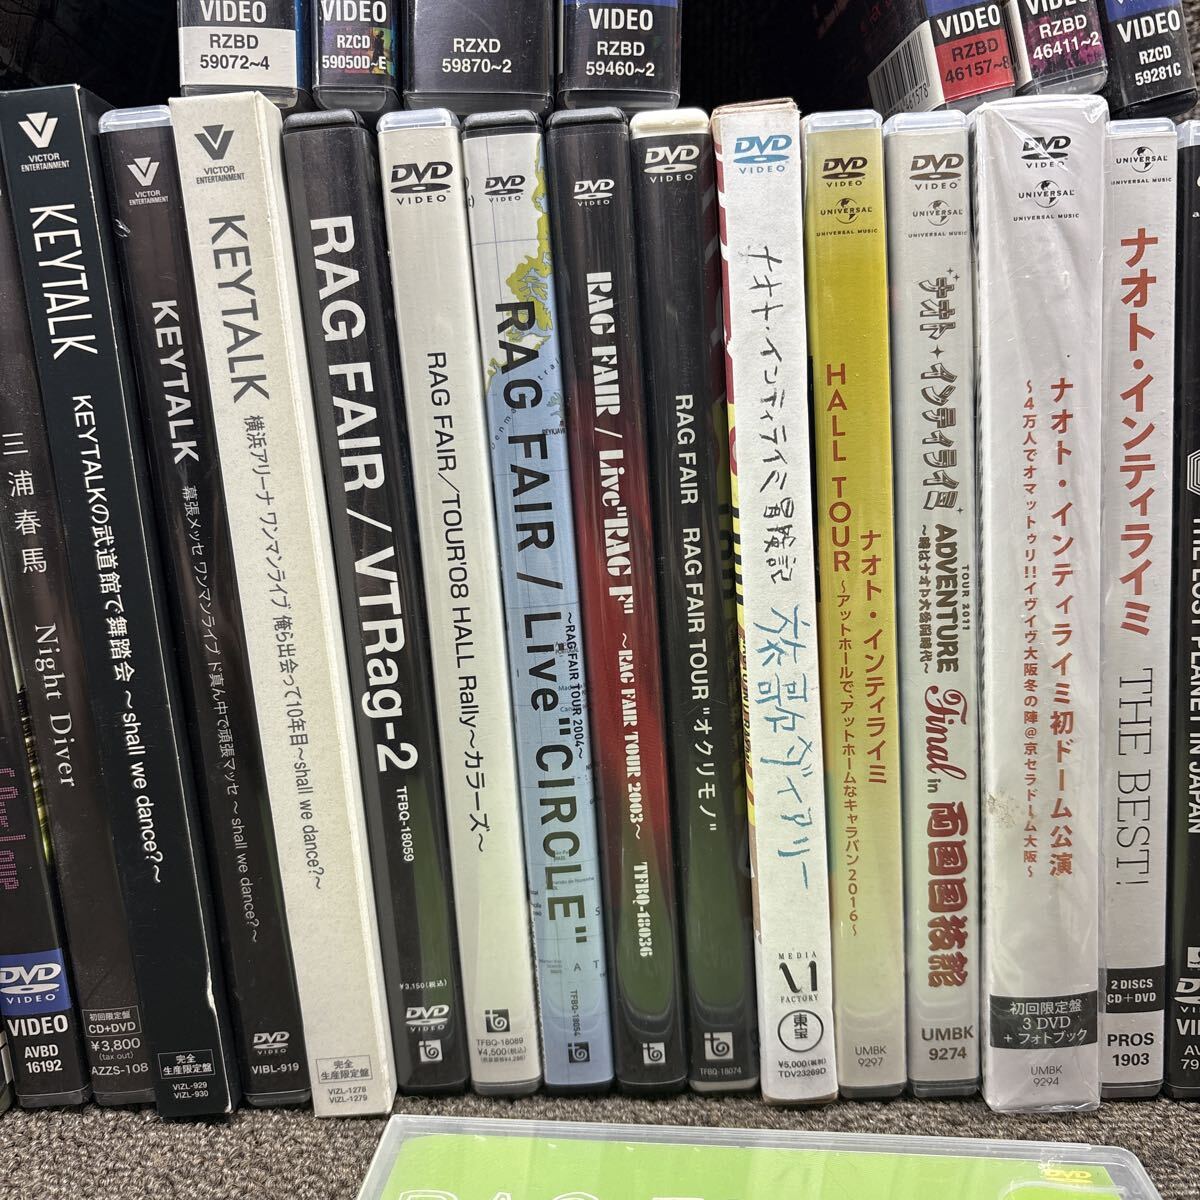 VIDEO
RZBD
59072~4
VIDEO
RZCD
59050D~E
RZXD
59870~2
VIDEO
RZBD
59460~2
VIDEO
RZBD
46157~8
VIDEO
RZBD
46411~2
VIDEO
RZCD
59281C
DVD
VIDEO
VIDEO
AVBD
16192
三浦春馬 Night Diver
初回限定盤
CD+DVD
¥3,800
(tax out)
AZZS-108
VICTOR
ENTERTAINMENT
KEYTALK KEYTALKの武道館で舞踏会 ~shall we dance?~
完全
生産限定盤
VIZL-929
VIZL-930
VICTOR
ENTERTAINMENT
KEYTALK 幕張メッセ ワンマンライブ ド真ん中で頑張マッセ ~shall we dance?~
DVD
VIDEO
VIBL-919
VICTOR
ENTERTAINMENT
KEYTALK 横浜アリーナ ワンマンライブ 俺ら出会って10年目~shall we dance?~
完全
生産限定盤
VIZL-1278
VIZL-1279
RAG FAIR / VTRag-2 TFBQ-18059
¥3,150(税込)
DVD
VIDEO
DVD
VIDEO
RAG FAIR/TOUR'08 HALL Rally~カラーズ~
TFBQ-18089
¥4,500(税込)
DVD
VIDEO
RAG FAIR / Live "CIRCLE"
~RAG FAIR TOUR 2004~
TFBQ-18054
DVD
VIDEO
RAG FAIR / Live"RAG F" ~RAG FAIR TOUR 2003~ TFBQ-18036
DVD
VIDEO
RAG FAIR RAG FAIR TOUR "オクリモノ"
TFBQ-18074
DVD
VIDEO
ナオト・インティライミ冒険記 旅歌ダイアリー
MEDIA
FACTORY
東宝
¥5,000(税別)
TDV23269D
DVD
VIDEO
UNIVERSAL
UNIVERSAL MUSIC
ナオト・インティライミ
HALL TOUR ~アットホールで、アットホームなキャラバン2016~
UMBK
9297
DVD
VIDEO
UNIVERSAL
UNIVERSAL MUSIC
ナオト・インティライミ
TOUR 2011
ADVENTURE
Final in 両国国技館
UMBK
9274
DVD
VIDEO
UNIVERSAL
UNIVERSAL MUSIC
ナオト・インティライミ初ドーム公演
~4万人でオマットゥリ!!イヴイヴ大阪冬の陣@京セラドーム大阪~
初回限定盤
3 DVD
+フォトブック
UMBK
9294
UNIVERSAL
UNIVERSAL MUSIC
ナオト・インティライミ THE BEST!
2 DISCS
CD+DVD
PROS
1903
DVD